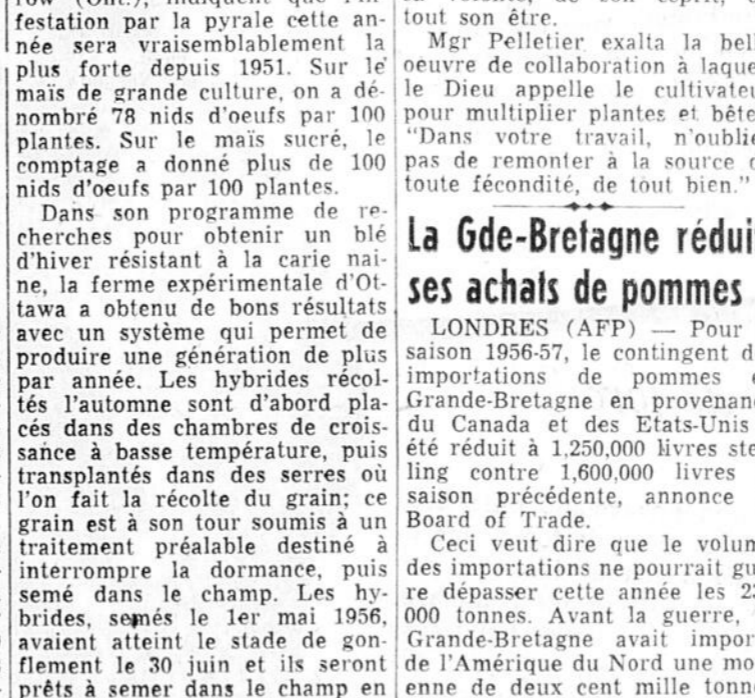 festation par la pyrale cette an-
née sera vraisemblablement la
plus forte depuis 1951. Sur le
maïs de grande culture, on a dé-
nombré 78 nids d'oeufs par 100
plantes. Sur le maïs sucré, le
comptage a donné plus de 100
nids d'oeufs par 100 plantes.
Dans son programme de re-
cherches pour obtenir un blé
d'hiver résistant à la carie nai-
ne, la ferme expérimentale d'Ot-
tawa a obtenu de bons résultats
avec un système qui permet de
produire une génération de plus
par année. Les hybrides récol-
tés l'automne sont d'abord pla-
cés dans des chambres de crois-
sance à basse température, puis
transplantés dans des serres où
l'on fait la récolte du grain; ce
grain est à son tour soumis à un
traitement préalable destiné à
interrompre la dormance, puis
semé dans le champ. Les hy-
brides, semés le 1er mai 1956,
avaient atteint le stade de gon-
flement le 30 juin et ils seront
prêts à semer dans le champ en
tout son être.
Mgr Pelletier exalta la bel
oeuvre de collaboration à laque
le Dieu appelle le cultivateu
pour multiplier plantes et bête
"Dans votre travail, n'oublie
pas de remonter à la source
toute fécondité, de tout bien."
La Gde-Bretagne réduit
ses achats de pommes
LONDRES (AFP) — Pour
saison 1956-57, le contingent d
importations de pommes
Grande-Bretagne en provenan
du Canada et des Etats-Unis
été réduit à 1,250,000 livres ste
ling contre 1,600,000 livres
saison précédente, annonce
Board of Trade.
Ceci veut dire que le volum
des importations ne pourrait gu
re dépasser cette année les
000 tonnes. Avant la guerre,
Grande-Bretagne avait impor
de l'Amérique du Nord une mo
enne de deux cent mille tonn